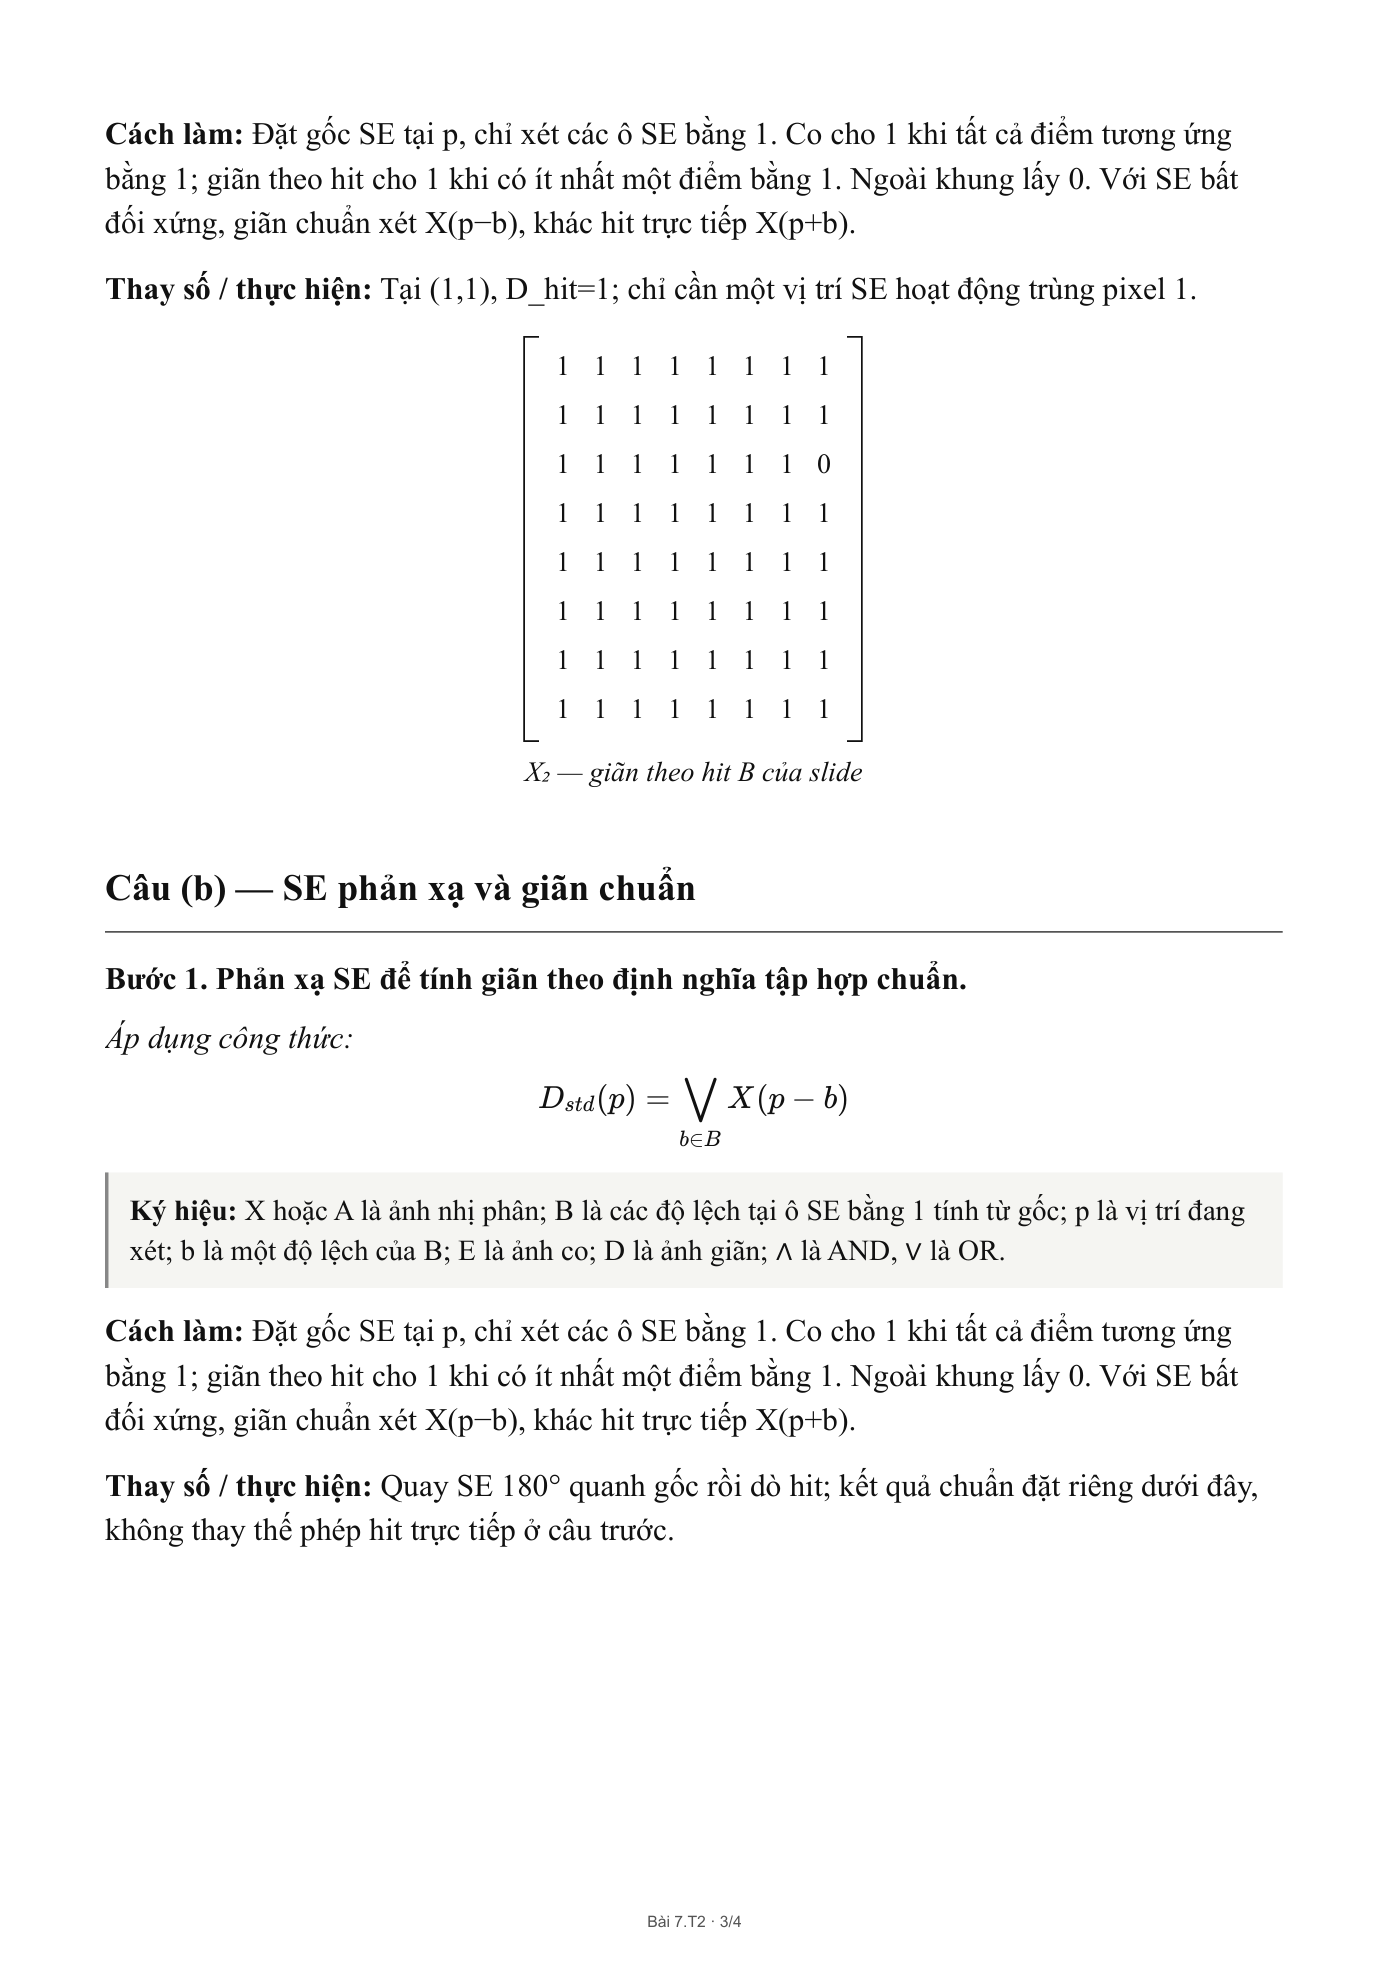 Cách làm: Đặt gốc SE tại p, chỉ xét các ô SE bằng 1. Co cho 1 khi tất cả điểm tương ứng
bằng 1; giãn theo hit cho 1 khi có ít nhất một điểm bằng 1. Ngoài khung lấy 0. Với SE bất
đối xứng, giãn chuẩn xét X(p−b), khác hit trực tiếp X(p+b).
Thay số / thực hiện: Tại (1,1), D_hit=1; chỉ cần một vị trí SE hoạt động trùng pixel 1.
1 1 1 1 1 1 1 1
1 1 1 1 1 1 1 1
1 1 1 1 1 1 1 0
1 1 1 1 1 1 1 1
1 1 1 1 1 1 1 1
1 1 1 1 1 1 1 1
1 1 1 1 1 1 1 1
1 1 1 1 1 1 1 1
X₂ — giãn theo hit B của slide
Câu (b) — SE phản xạ và giãn chuẩn
Bước 1. Phản xạ SE để tính giãn theo định nghĩa tập hợp chuẩn.
Áp dụng công thức:
D_std(p) = ⋁ X(p − b)
b∈B
Ký hiệu: X hoặc A là ảnh nhị phân; B là các độ lệch tại ô SE bằng 1 tính từ gốc; p là vị trí đang
xét; b là một độ lệch của B; E là ảnh co; D là ảnh giãn; ∧ là AND, ∨ là OR.
Cách làm: Đặt gốc SE tại p, chỉ xét các ô SE bằng 1. Co cho 1 khi tất cả điểm tương ứng
bằng 1; giãn theo hit cho 1 khi có ít nhất một điểm bằng 1. Ngoài khung lấy 0. Với SE bất
đối xứng, giãn chuẩn xét X(p−b), khác hit trực tiếp X(p+b).
Thay số / thực hiện: Quay SE 180° quanh gốc rồi dò hit; kết quả chuẩn đặt riêng dưới đây,
không thay thế phép hit trực tiếp ở câu trước.
Bài 7.T2 · 3/4